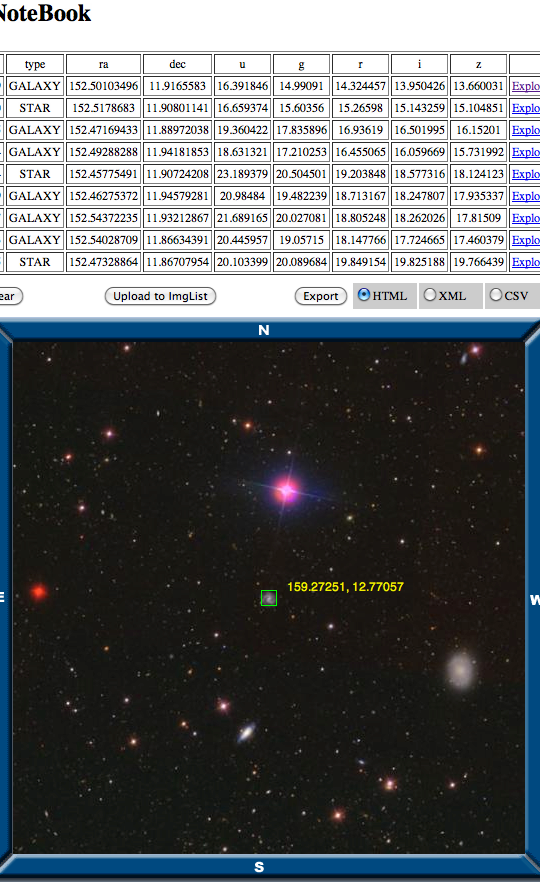 NoteBook
type ra dec u g r i z
GALAXY 152.50103496 11.9165583 16.391846 14.99091 14.324457 13.950426 13.660031 Explo
STAR 152.5178683 11.90801141 16.659374 15.60356 15.26598 15.143259 15.104851 Explo
GALAXY 152.47169433 11.88972038 19.360422 17.835896 16.93619 16.501995 16.15201 Explo
GALAXY 152.49288288 11.94181853 18.631321 17.210253 16.455065 16.059669 15.731992 Explo
STAR 152.45775491 11.90724208 23.189379 20.504501 19.203848 18.577316 18.124123 Explo
GALAXY 152.46275372 11.94579281 20.98484 19.482239 18.713167 18.247807 17.935337 Explo
GALAXY 152.54372235 11.93212867 21.689165 20.027081 18.805248 18.262026 17.81509 Explo
GALAXY 152.54028709 11.86634391 20.445957 19.05715 18.147766 17.724665 17.460379 Explo
STAR 152.47328864 11.86707954 20.103399 20.089684 19.849154 19.825188 19.766439 Explo
ear Upload to ImgList Export HTML XML CSV
N
159.27251, 12.77057
E W
S